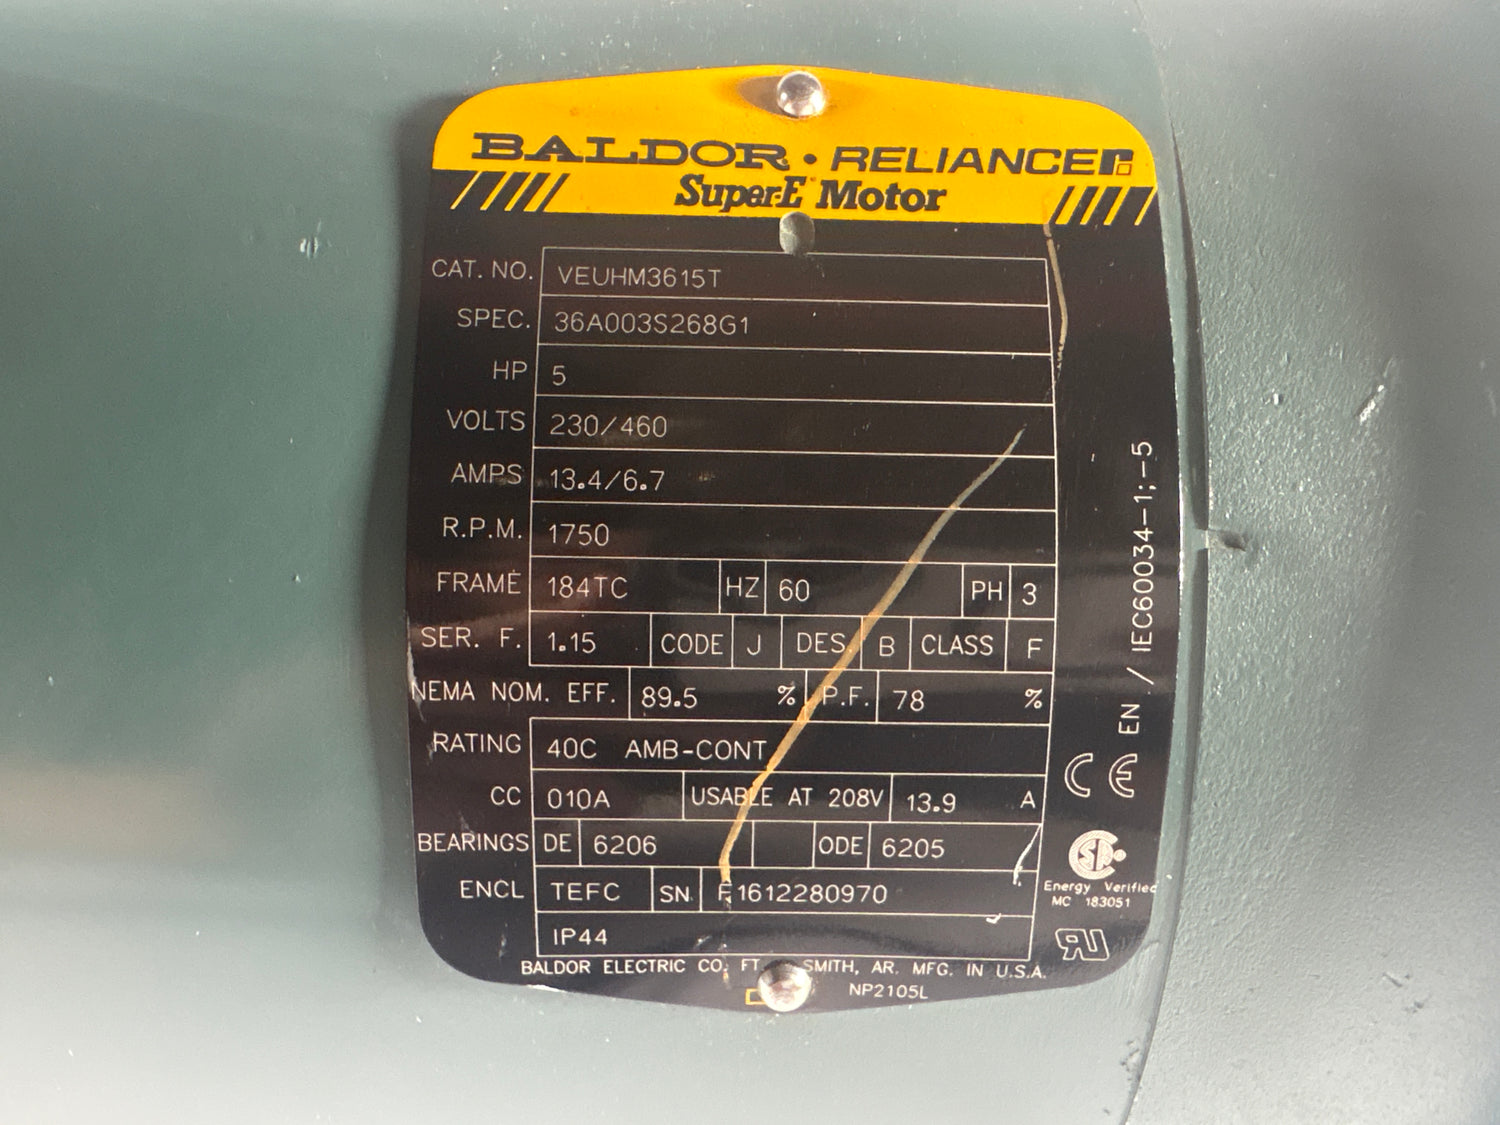 BALDOR • RELIANCER
Super-E Motor
CAT. NO. VEUHM3615T
SPEC. 36A003S268G1
HP 5
VOLTS 230/460
AMPS 13.4/6.7
R.P.M. 1750
FRAME 184TC HZ 60 PH 3
SER. F. 1.15 CODE J DES. B CLASS F
NEMA NOM. EFF. 89.5 % P.F. 78 %
RATING 40C AMB-CONT
CC 010A USABLE AT 208V 13.9 A
BEARINGS DE 6206 ODE 6205
ENCL TEFC SN F1612280970
IP44
BALDOR ELECTRIC CO. FT. SMITH, AR. MFG. IN U.S.A.
NP2105L
EN / IEC60034-1;-5
CE
Energy Verified
MC 183051